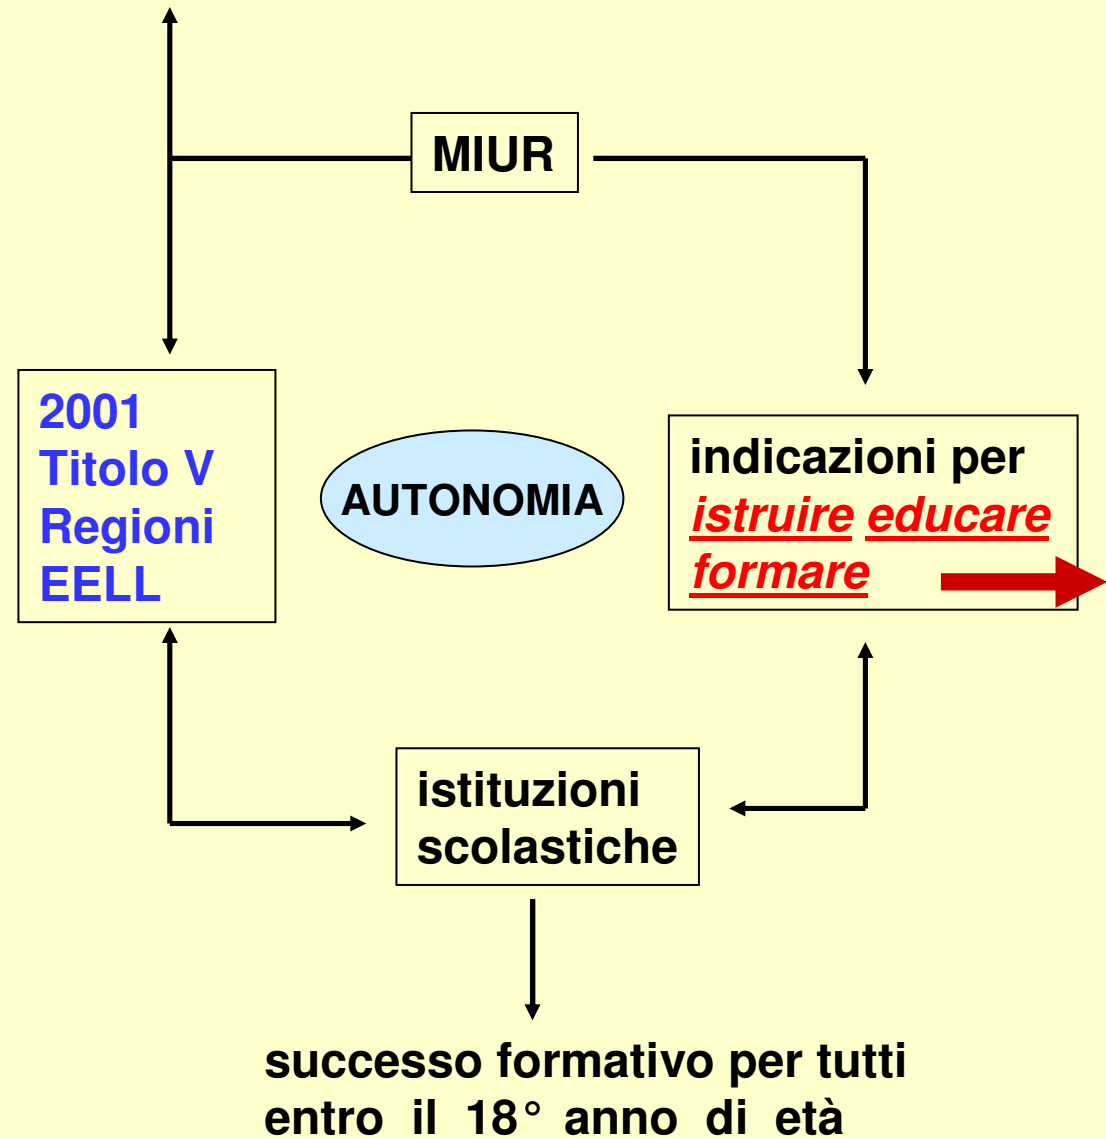 MIUR
2001
Titolo V
Regioni
EELL
AUTONOMIA
indicazioni per
istruire educare
formare
istituzioni
scolastiche
successo formativo per tutti
entro il 18° anno di età